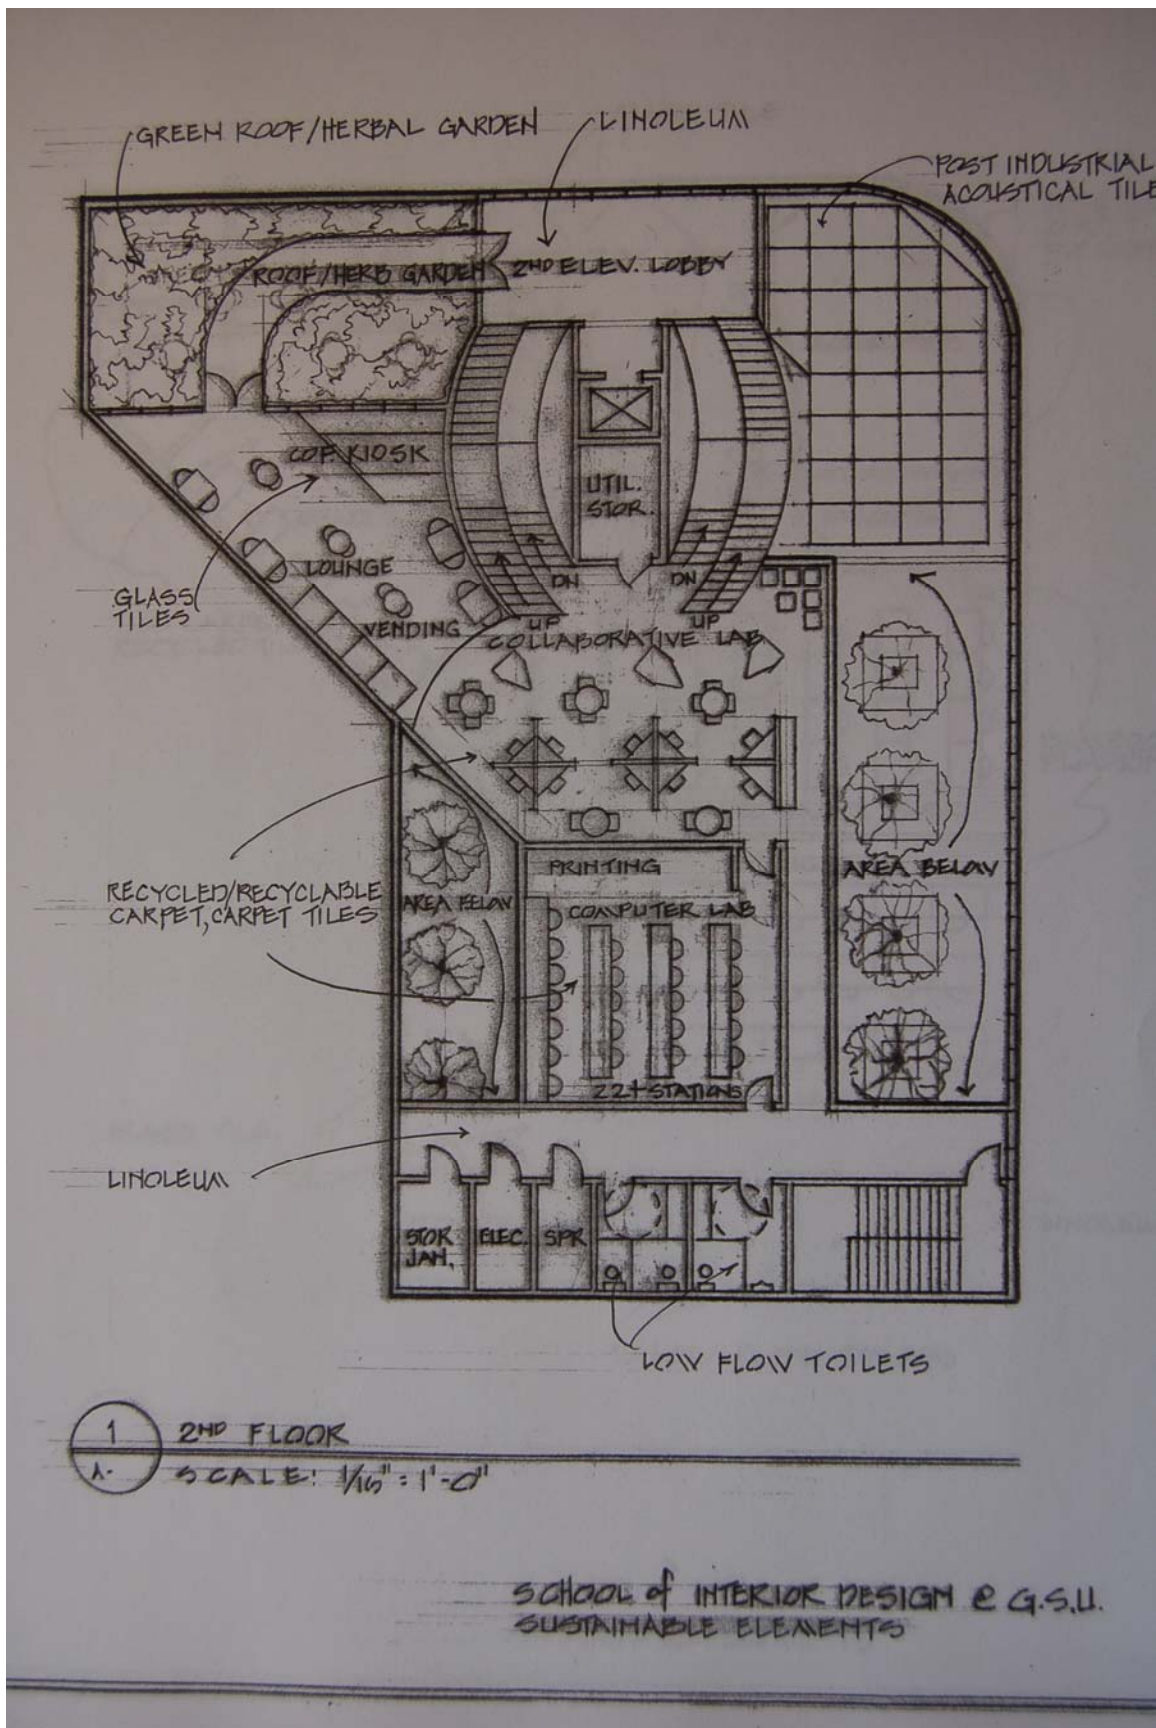 GREEN ROOF/HERBAL GARDEN
LINOLEUM
POST INDUSTRIAL
ACOUSTICAL TILE
ROOF/HERB GARDEN
2ND ELEV. LOBBY
COF. KIOSK
UTIL.
STOR.
LOUNGE
GLASS
TILES
VENDING
DN
DN
UP
UP
COLLABORATIVE LAB
PRINTING
AREA BELOW
RECYCLED/RECYCLABLE
CARPET, CARPET TILES
AREA BELOW
COMPUTER LAB
22+ STATIONS
LINOLEUM
STOR
JAN.
ELEC.
SPR
LOW FLOW TOILETS
1
2ND FLOOR
A-
SCALE: 1/16" = 1'-0"
SCHOOL of INTERIOR DESIGN @ G.S.U.
SUSTAINABLE ELEMENTS